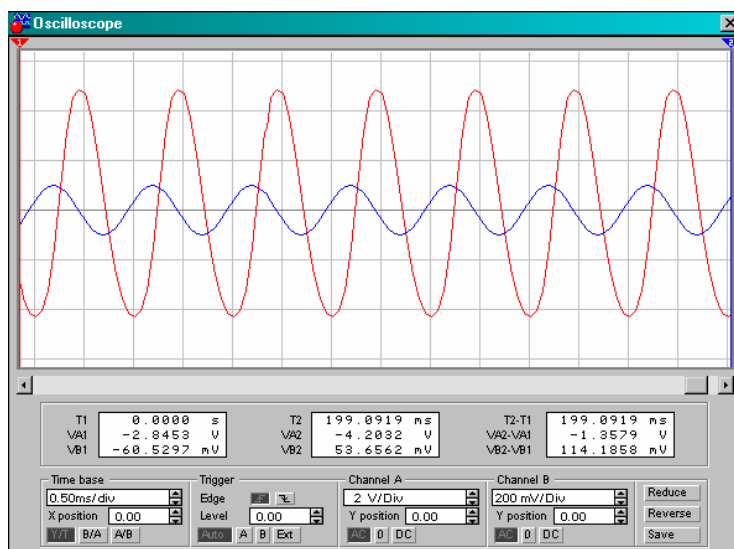 Oscilloscope
1 2
T1 0.0000 s T2 199.0919 ms T2-T1 199.0919 ms
VA1 -2.8453 V VA2 -4.2032 V VA2-VA1 -1.3579 V
VB1 -60.5297 mV VB2 53.6562 mV VB2-VB1 114.1858 mV
Time base Trigger Channel A Channel B
0.50ms/div Edge 2 V/Div 200 mV/Div Reduce
X position 0.00 Level 0.00 Y position 0.00 Y position 0.00 Reverse
Y/T B/A A/B Auto A B Ext AC 0 DC AC 0 DC Save